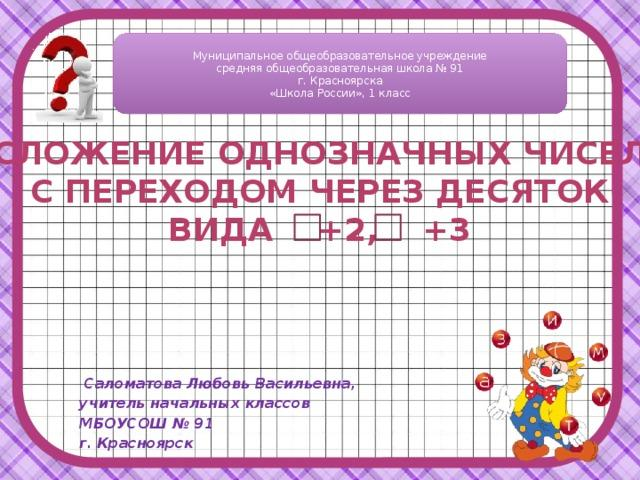 Муниципальное общеобразовательное учреждение
средняя общеобразовательная школа № 91
г. Красноярска
«Школа России», 1 класс
СЛОЖЕНИЕ ОДНОЗНАЧНЫХ ЧИСЕЛ
С ПЕРЕХОДОМ ЧЕРЕЗ ДЕСЯТОК
ВИДА □+2,□ +3
Саломатова Любовь Васильевна,
учитель начальных классов
МБОУСОШ № 91
г. Красноярск
а
з
и
м
у
т